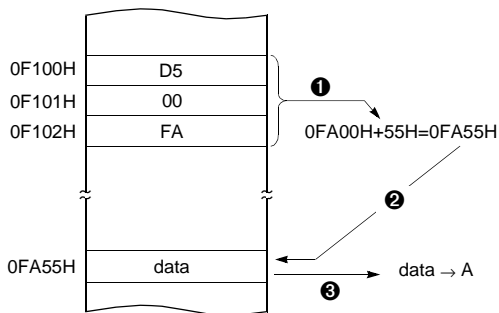 0F100H D5
0F101H 00
0F102H FA
❶
0FA00H+55H=0FA55H
❷
0FA55H data
❸
data → A